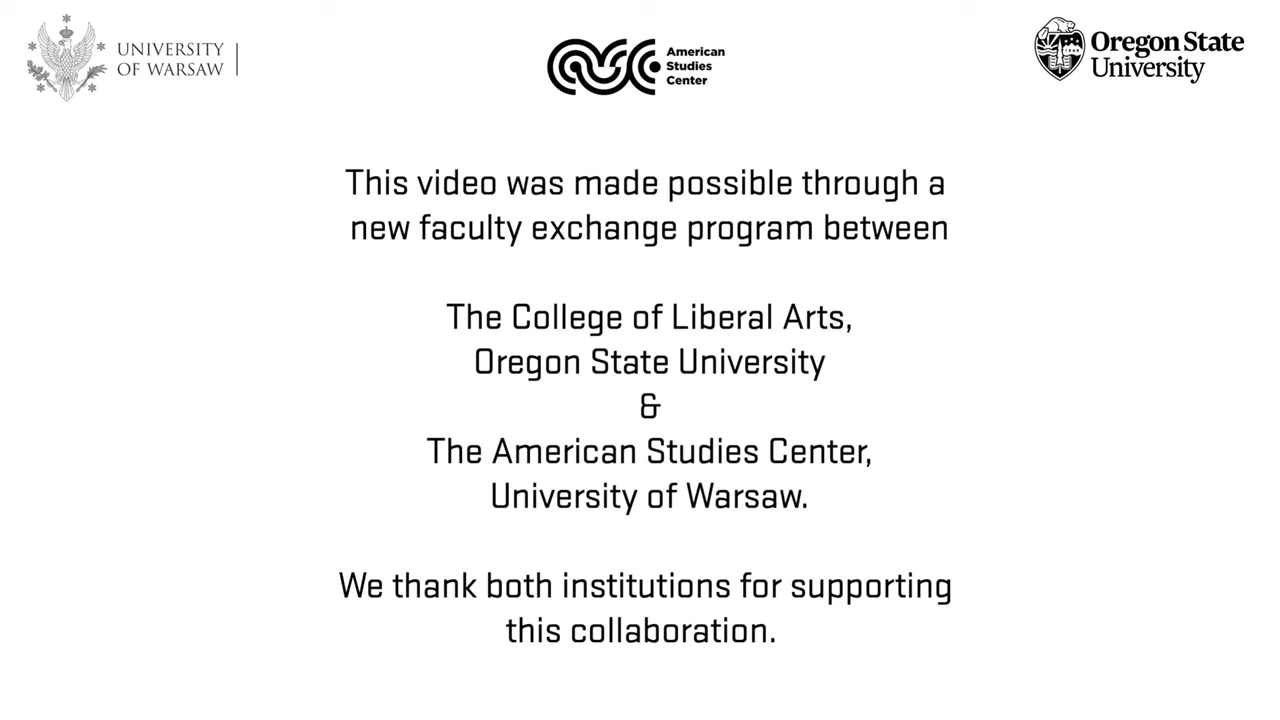 UNIVERSITY
OF WARSAW
American
Studies
Center
Oregon State
University
This video was made possible through a
new faculty exchange program between
The College of Liberal Arts,
Oregon State University
&
The American Studies Center,
University of Warsaw.
We thank both institutions for supporting
this collaboration.